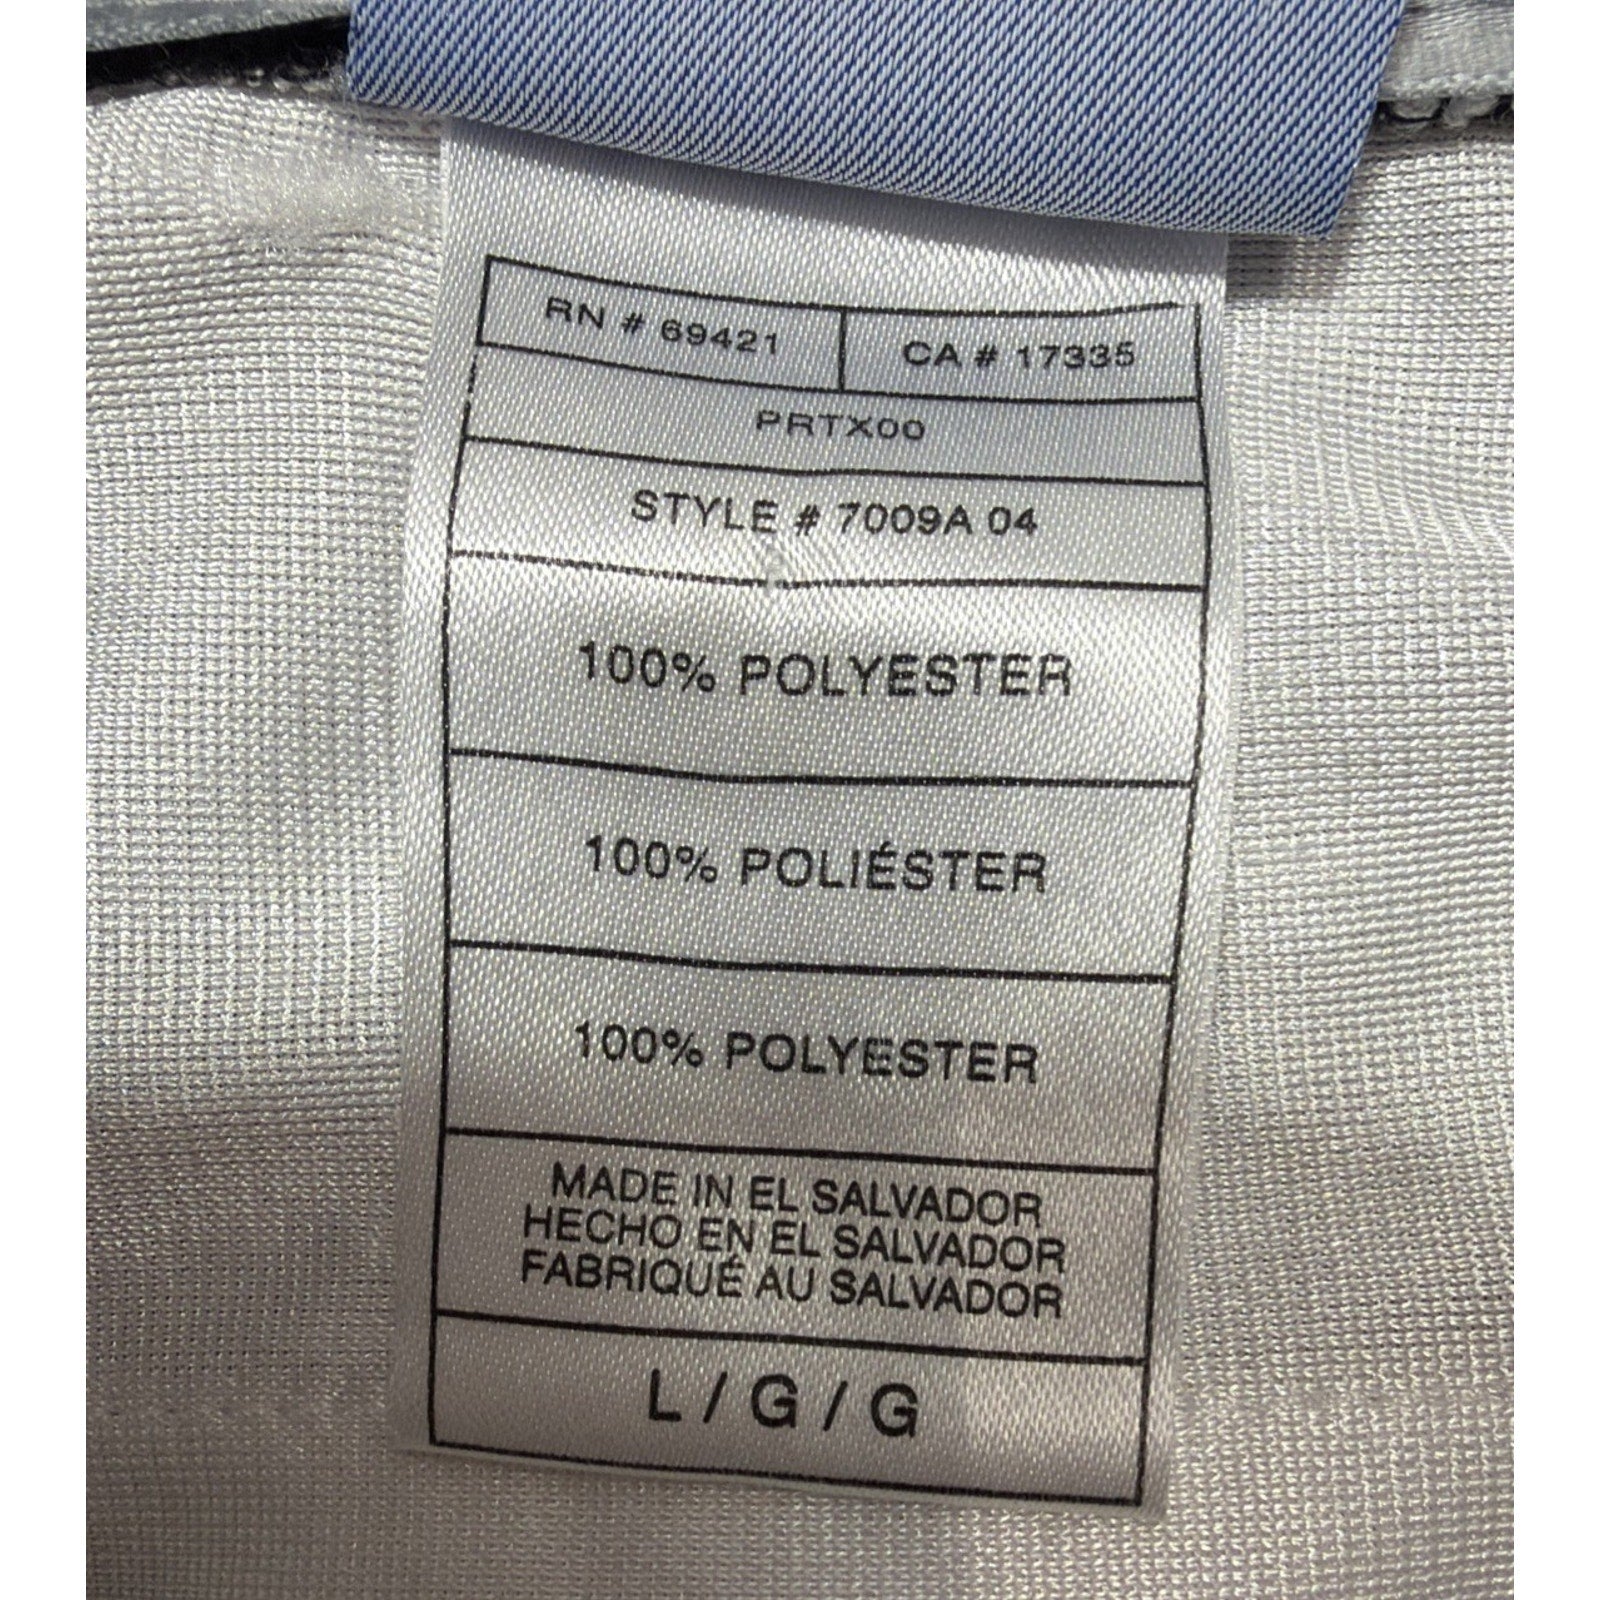 RN # 69421
CA # 17335
PRTX00
STYLE # 7009A 04
100% POLYESTER
100% POLIÉSTER
100% POLYESTER
MADE IN EL SALVADOR
HECHO EN EL SALVADOR
FABRIQUÉ AU SALVADOR
L / G / G